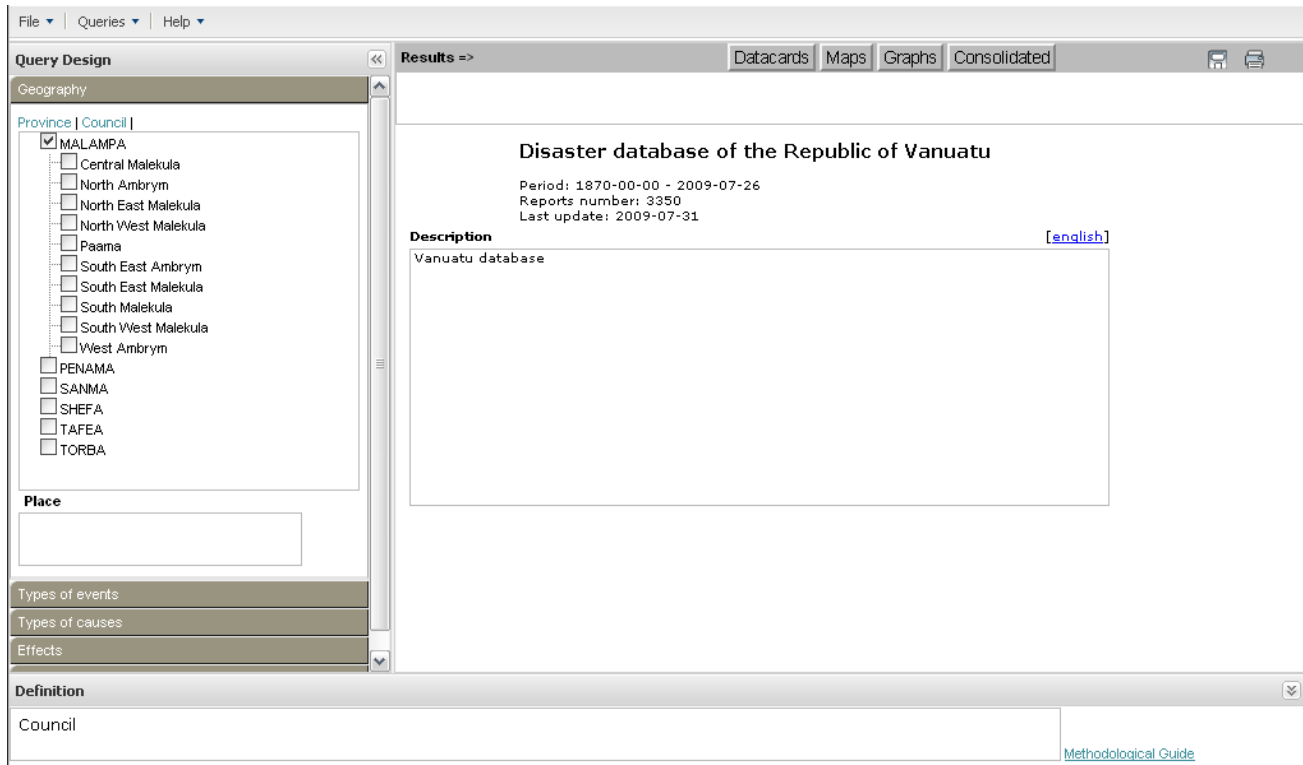 File ▼ | Queries ▼ | Help ▼
Query Design
Geography
Province | Council |
MALAMPA
Central Malekula
North Ambrym
North East Malekula
North West Malekula
Paama
South East Ambrym
South East Malekula
South Malekula
South West Malekula
West Ambrym
PENAMA
SANMA
SHEFA
TAFEA
TORBA
Place
Types of events
Types of causes
Effects
Results => Datacards Maps Graphs Consolidated
Disaster database of the Republic of Vanuatu
Period: 1870-00-00 - 2009-07-26
Reports number: 3350
Last update: 2009-07-31
Description [english]
Vanuatu database
Definition
Council
Methodological Guide